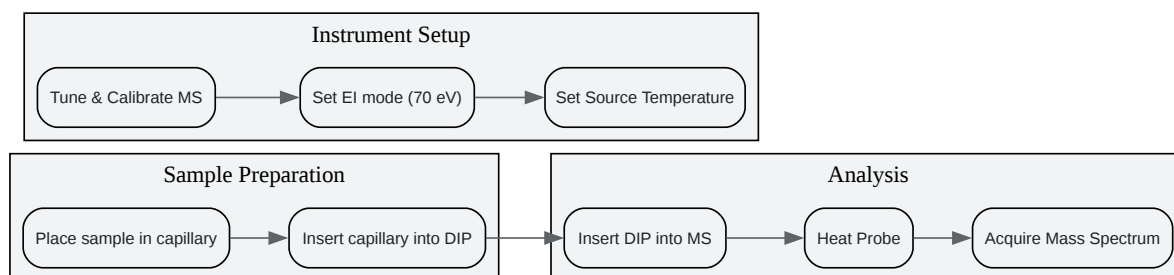 Instrument Setup
Tune & Calibrate MS
Set EI mode (70 eV)
Set Source Temperature
Sample Preparation
Place sample in capillary
Insert capillary into DIP
Analysis
Insert DIP into MS
Heat Probe
Acquire Mass Spectrum